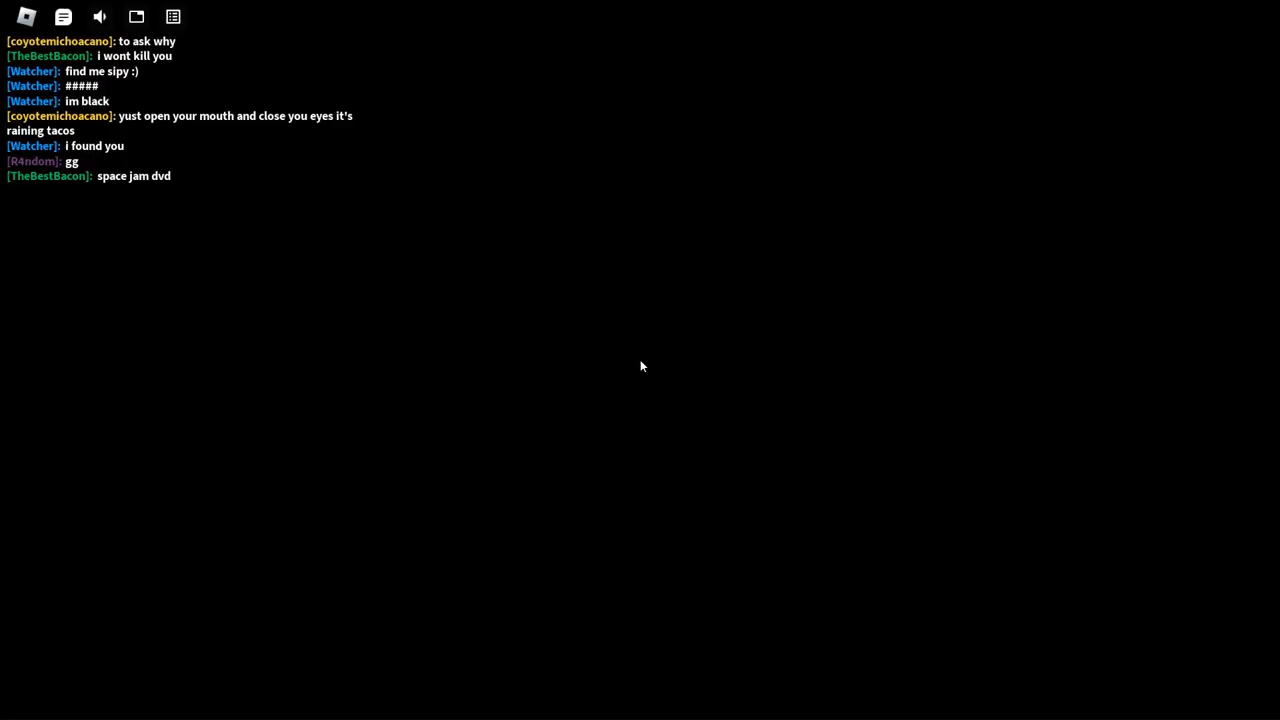 [coyotemichoacano]: to ask why
[TheBestBacon]: i wont kill you
[Watcher]: find me sipy :)
[Watcher]: #####
[Watcher]: im black
[coyotemichoacano]: yust open your mouth and close you eyes it's
raining tacos
[Watcher]: i found you
[R4ndom]: gg
[TheBestBacon]: space jam dvd